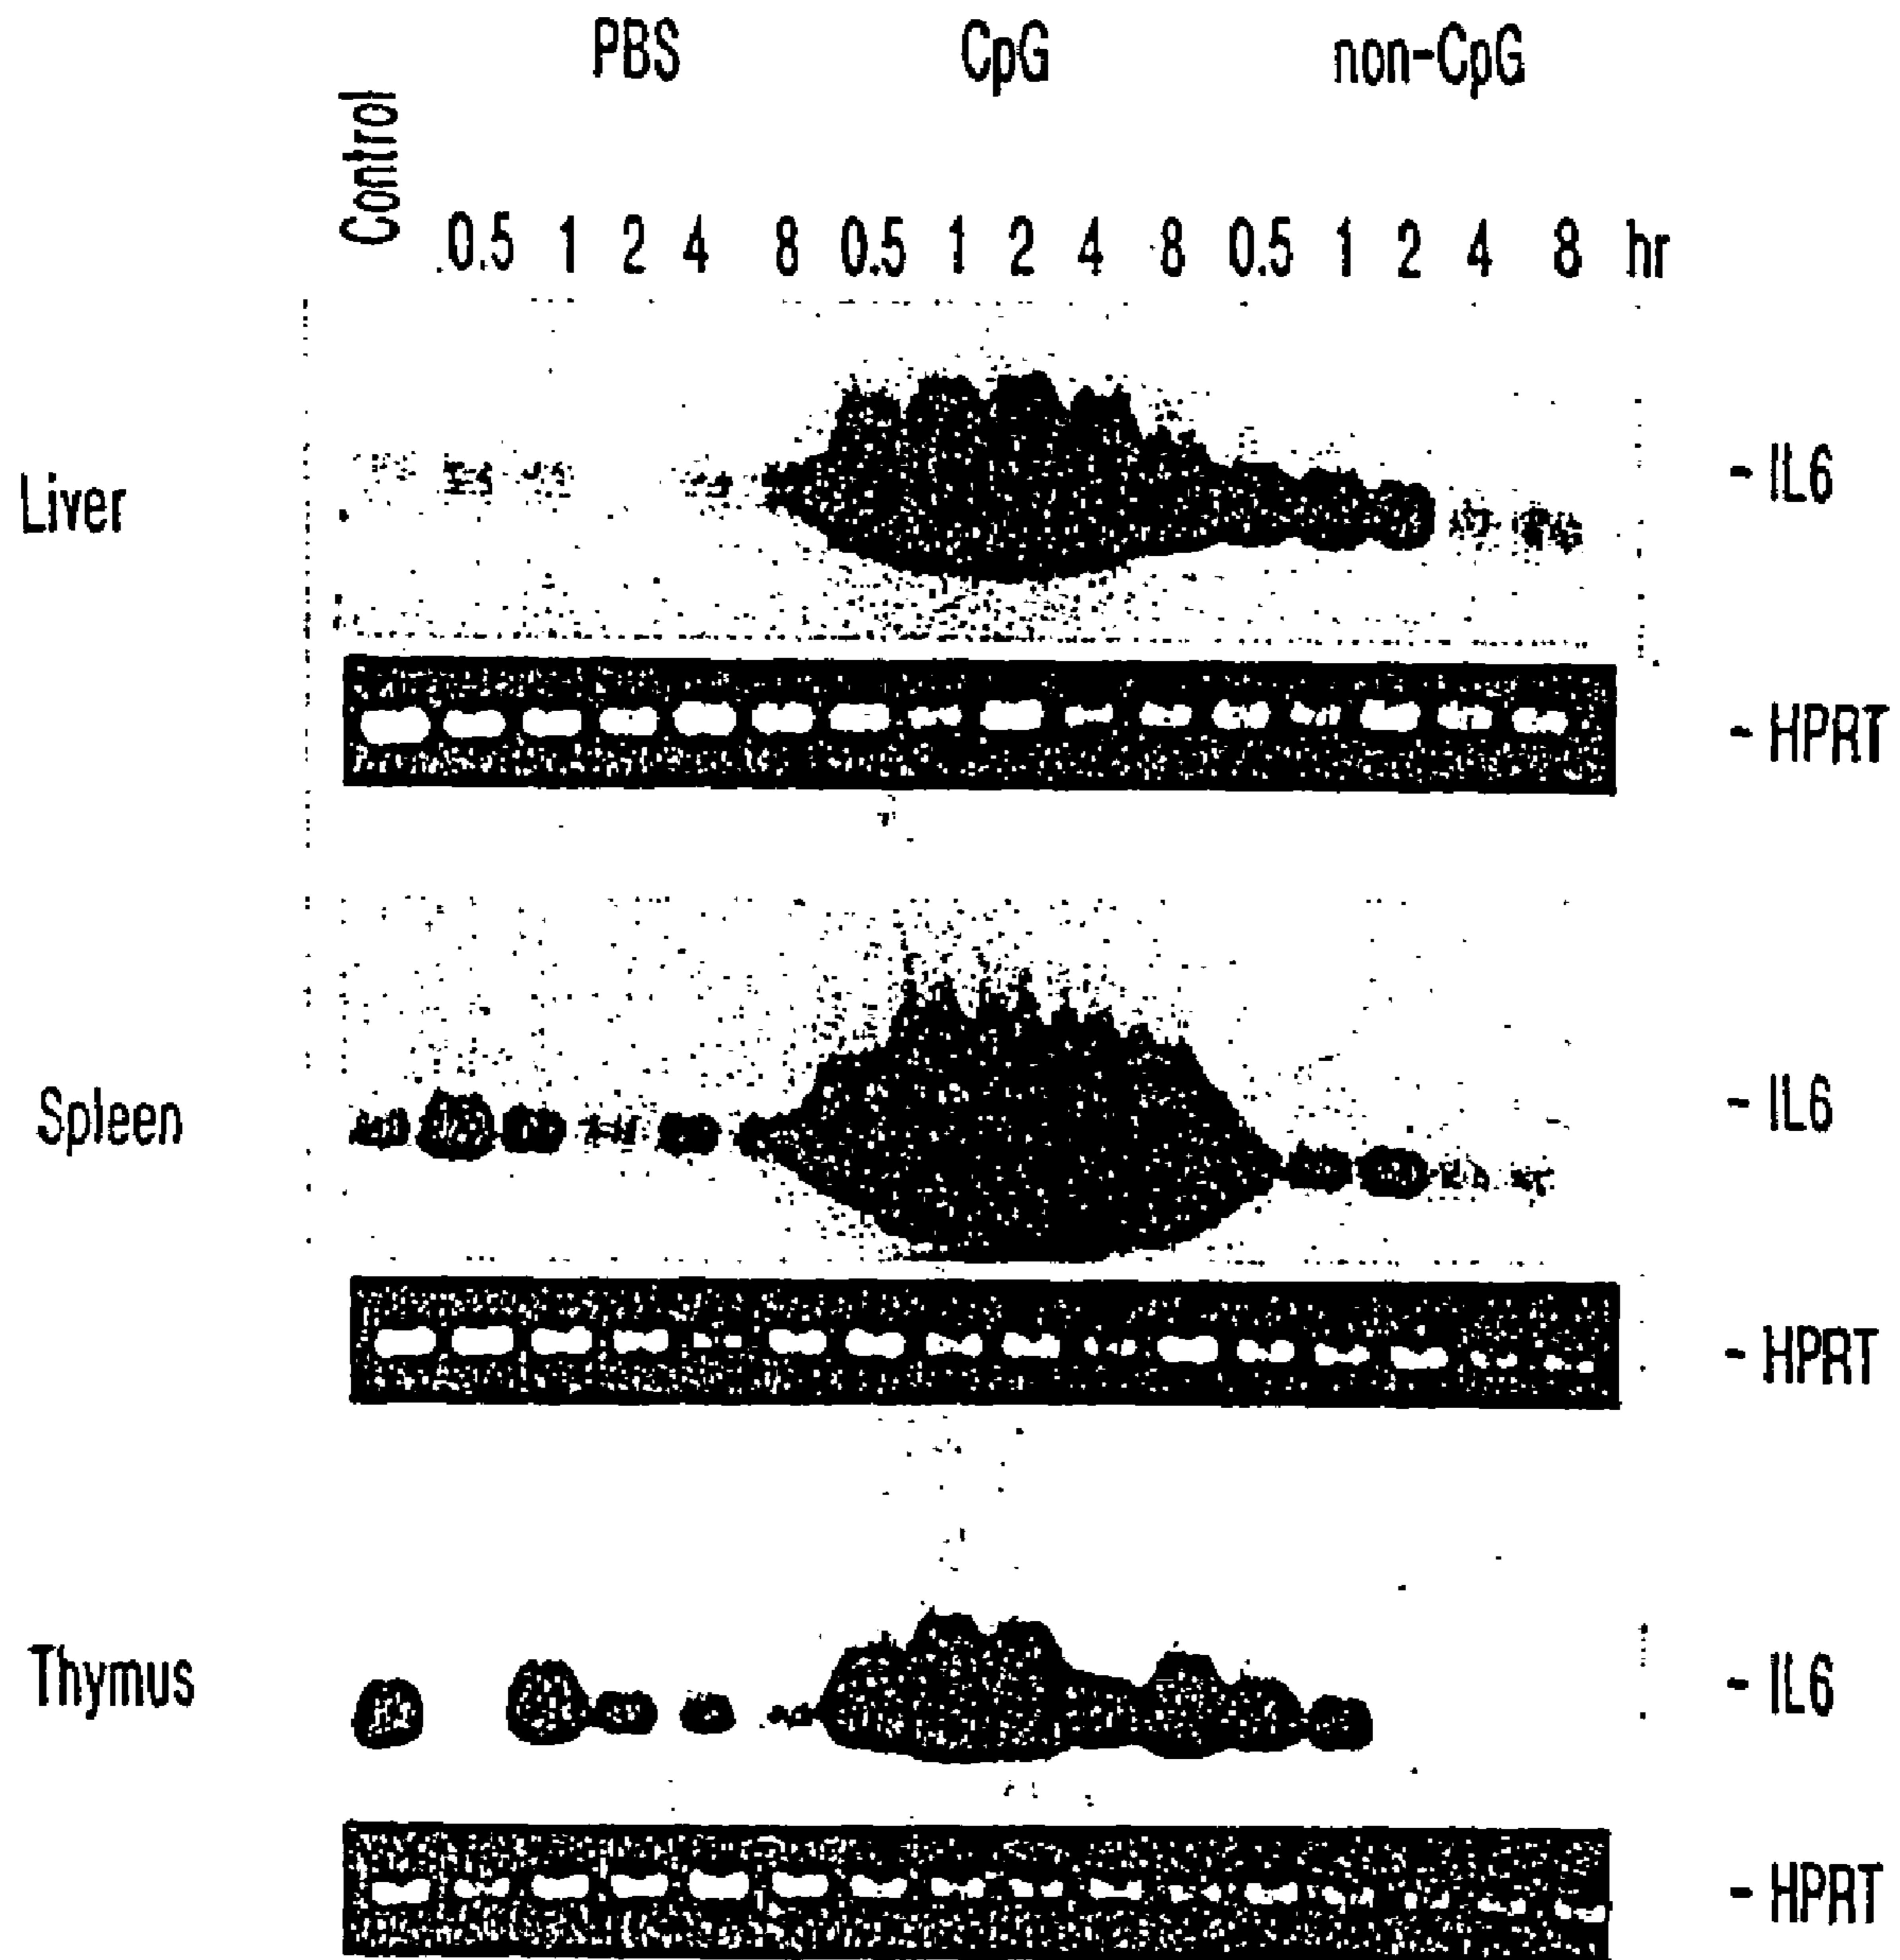 PBS CpG non-CpG
Control
0.5 1 2 4 8 0.5 1 2 4 8 0.5 1 2 4 8 hr
Liver
- IL6
- HPRT
Spleen
- IL6
- HPRT
Thymus
- IL6
- HPRT